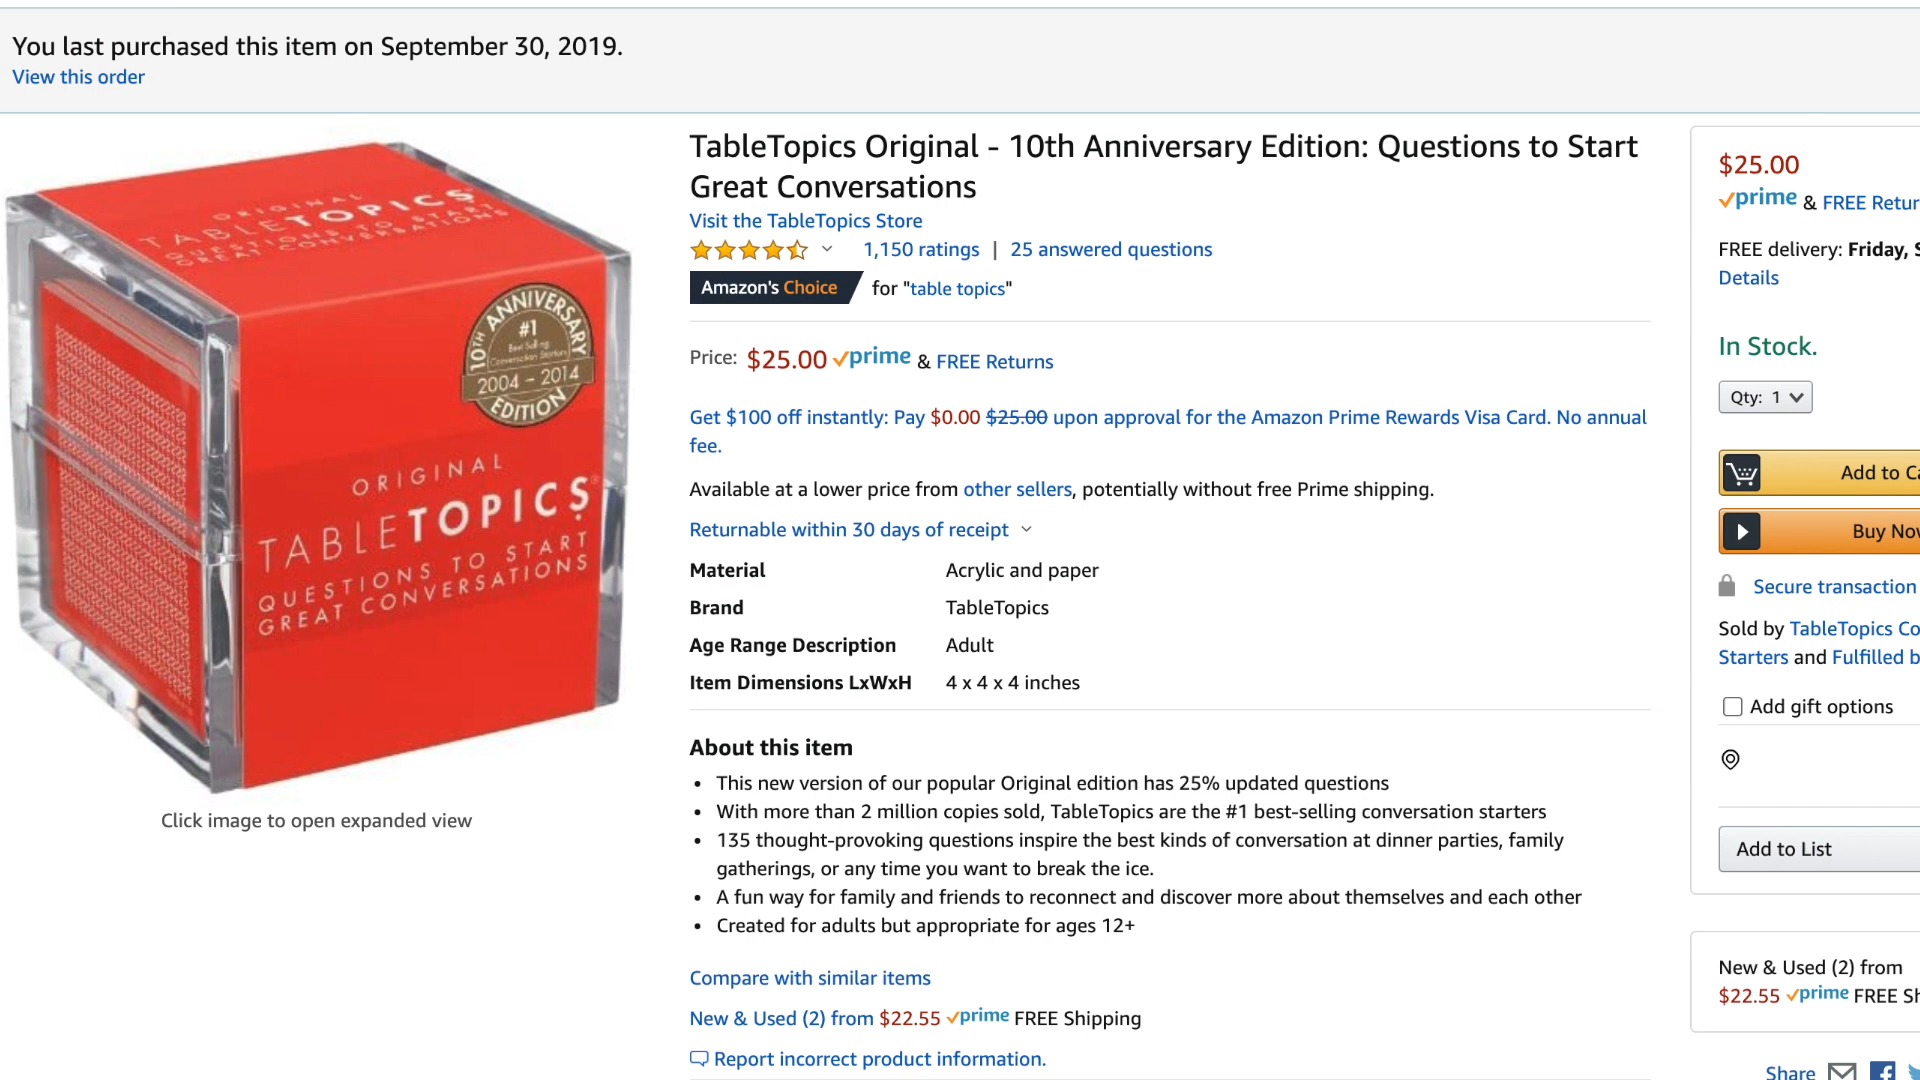 You last purchased this item on September 30, 2019.
View this order
ORIGINAL
TABLETOPICS
QUESTIONS TO START
GREAT CONVERSATIONS
10TH ANNIVERSARY
#1
Best Selling
Conversation Starters
2004 – 2014
EDITION
ORIGINAL
TABLETOPICS®
QUESTIONS TO START
GREAT CONVERSATIONS
Click image to open expanded view
TableTopics Original - 10th Anniversary Edition: Questions to Start
Great Conversations
Visit the TableTopics Store
1,150 ratings | 25 answered questions
Amazon's Choice for "table topics"
Price: $25.00 prime & FREE Returns
Get $100 off instantly: Pay $0.00 $25.00 upon approval for the Amazon Prime Rewards Visa Card. No annual
fee.
Available at a lower price from other sellers, potentially without free Prime shipping.
Returnable within 30 days of receipt
Material Acrylic and paper
Brand TableTopics
Age Range Description Adult
Item Dimensions LxWxH 4 x 4 x 4 inches
About this item
• This new version of our popular Original edition has 25% updated questions
• With more than 2 million copies sold, TableTopics are the #1 best-selling conversation starters
• 135 thought-provoking questions inspire the best kinds of conversation at dinner parties, family
gatherings, or any time you want to break the ice.
• A fun way for family and friends to reconnect and discover more about themselves and each other
• Created for adults but appropriate for ages 12+
Compare with similar items
New & Used (2) from $22.55 prime FREE Shipping
Report incorrect product information.
$25.00
prime & FREE Retur
FREE delivery: Friday, S
Details
In Stock.
Qty: 1
Add to Ca
Buy Nov
Secure transaction
Sold by TableTopics Co
Starters and Fulfilled b
Add gift options
Add to List
New & Used (2) from
$22.55 prime FREE Sh
Share